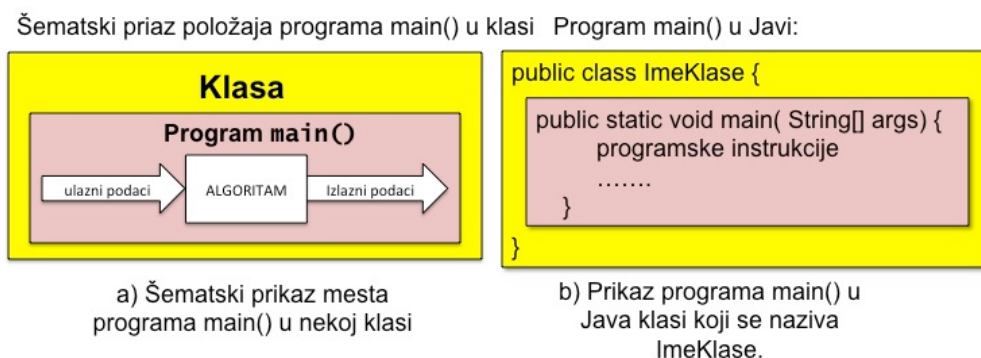 Šematski priaz položaja programa main() u klasi
Klasa
Program main()
ulazni podaci
ALGORITAM
Izlazni podaci
a) Šematski prikaz mesta
programa main() u nekoj klasi
Program main() u Javi:
public class ImeKlase {
public static void main( String[] args) {
programske instrukcije
.......
}
}
b) Prikaz programa main() u
Java klasi koji se naziva
ImeKlase.